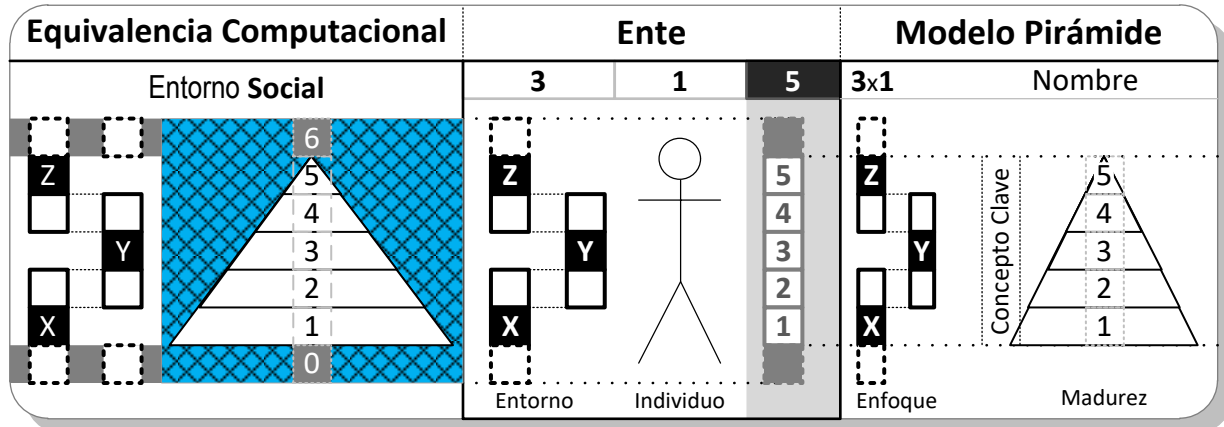 Equivalencia Computacional Ente Modelo Pirámide
Entorno Social 3 1 5 3x1 Nombre
6
Z 5 Z 5 Z 5
4 4 4
Y 3 Y 3 Y 3
2 2 2
X 1 X 1 X 1
0
Concepto Clave
Entorno Individuo Enfoque Madurez